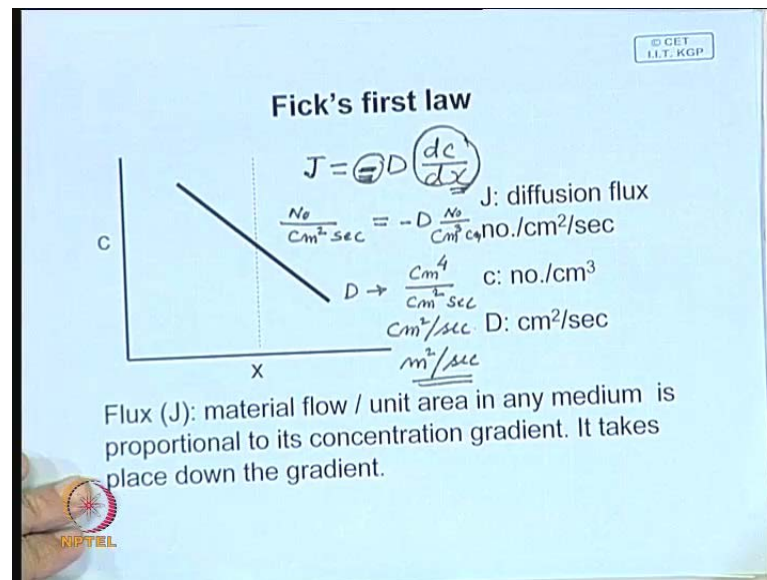 © CET
I.I.T. KGP
Fick's first law
J = - D dc/dx
J: diffusion flux
No/cm² sec = - D No/cm³ cm no./cm²/sec
C
D → cm⁴/cm² sec c: no./cm³
cm²/sec D: cm²/sec
m²/sec
X
Flux (J): material flow / unit area in any medium is
proportional to its concentration gradient. It takes
place down the gradient.
NPTEL